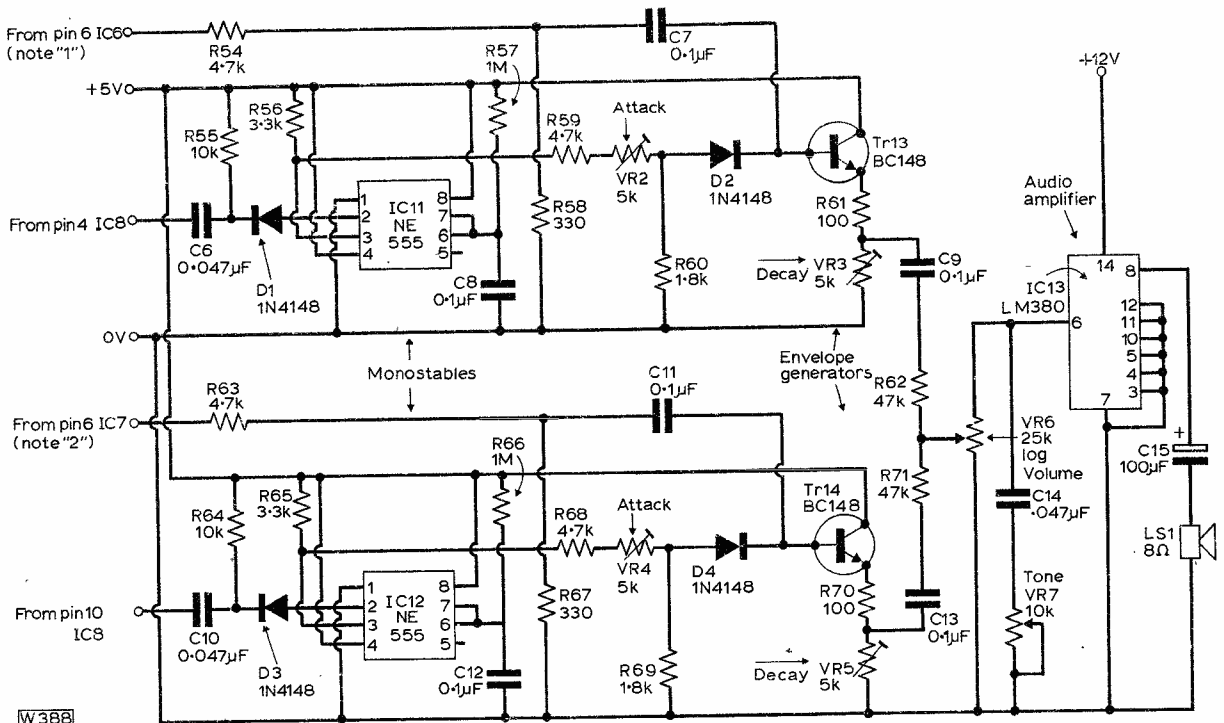 From pin 6 IC6
(note "1")
R54
4·7k
C7
0·1µF
R57
1M
+5V
R55
10k
R56
3·3k
R59
4·7k
Attack
VR2
5k
D2
1N4148
Tr13
BC148
+12V
Audio
amplifier
From pin 4 IC8
C6
0·047µF
D1
1N4148
1
2
3
4
IC11
NE
555
8
7
6
5
C8
0·1µF
R58
330
R60
1·8k
R61
100
Decay
VR3
5k
C9
0·1µF
14
8
IC13
LM380
6
12
11
10
5
4
3
7
0V
Monostables
Envelope
generators
R62
47k
VR6
25k
log
Volume
+
C15
100µF
From pin 6 IC7
(note "2")
R63
4·7k
C11
0·1µF
R66
1M
R64
10k
R65
3·3k
R68
4·7k
Attack
VR4
5k
D4
1N4148
Tr14
BC148
R71
47k
C14
·047µF
LS1
8Ω
From pin 10
IC8
C10
0·047µF
D3
1N4148
1
2
3
4
IC12
NE
555
8
7
6
5
C12
0·1µF
R67
330
R69
1·8k
R70
100
Decay
VR5
5k
C13
0·1µF
Tone
VR7
10k
W388